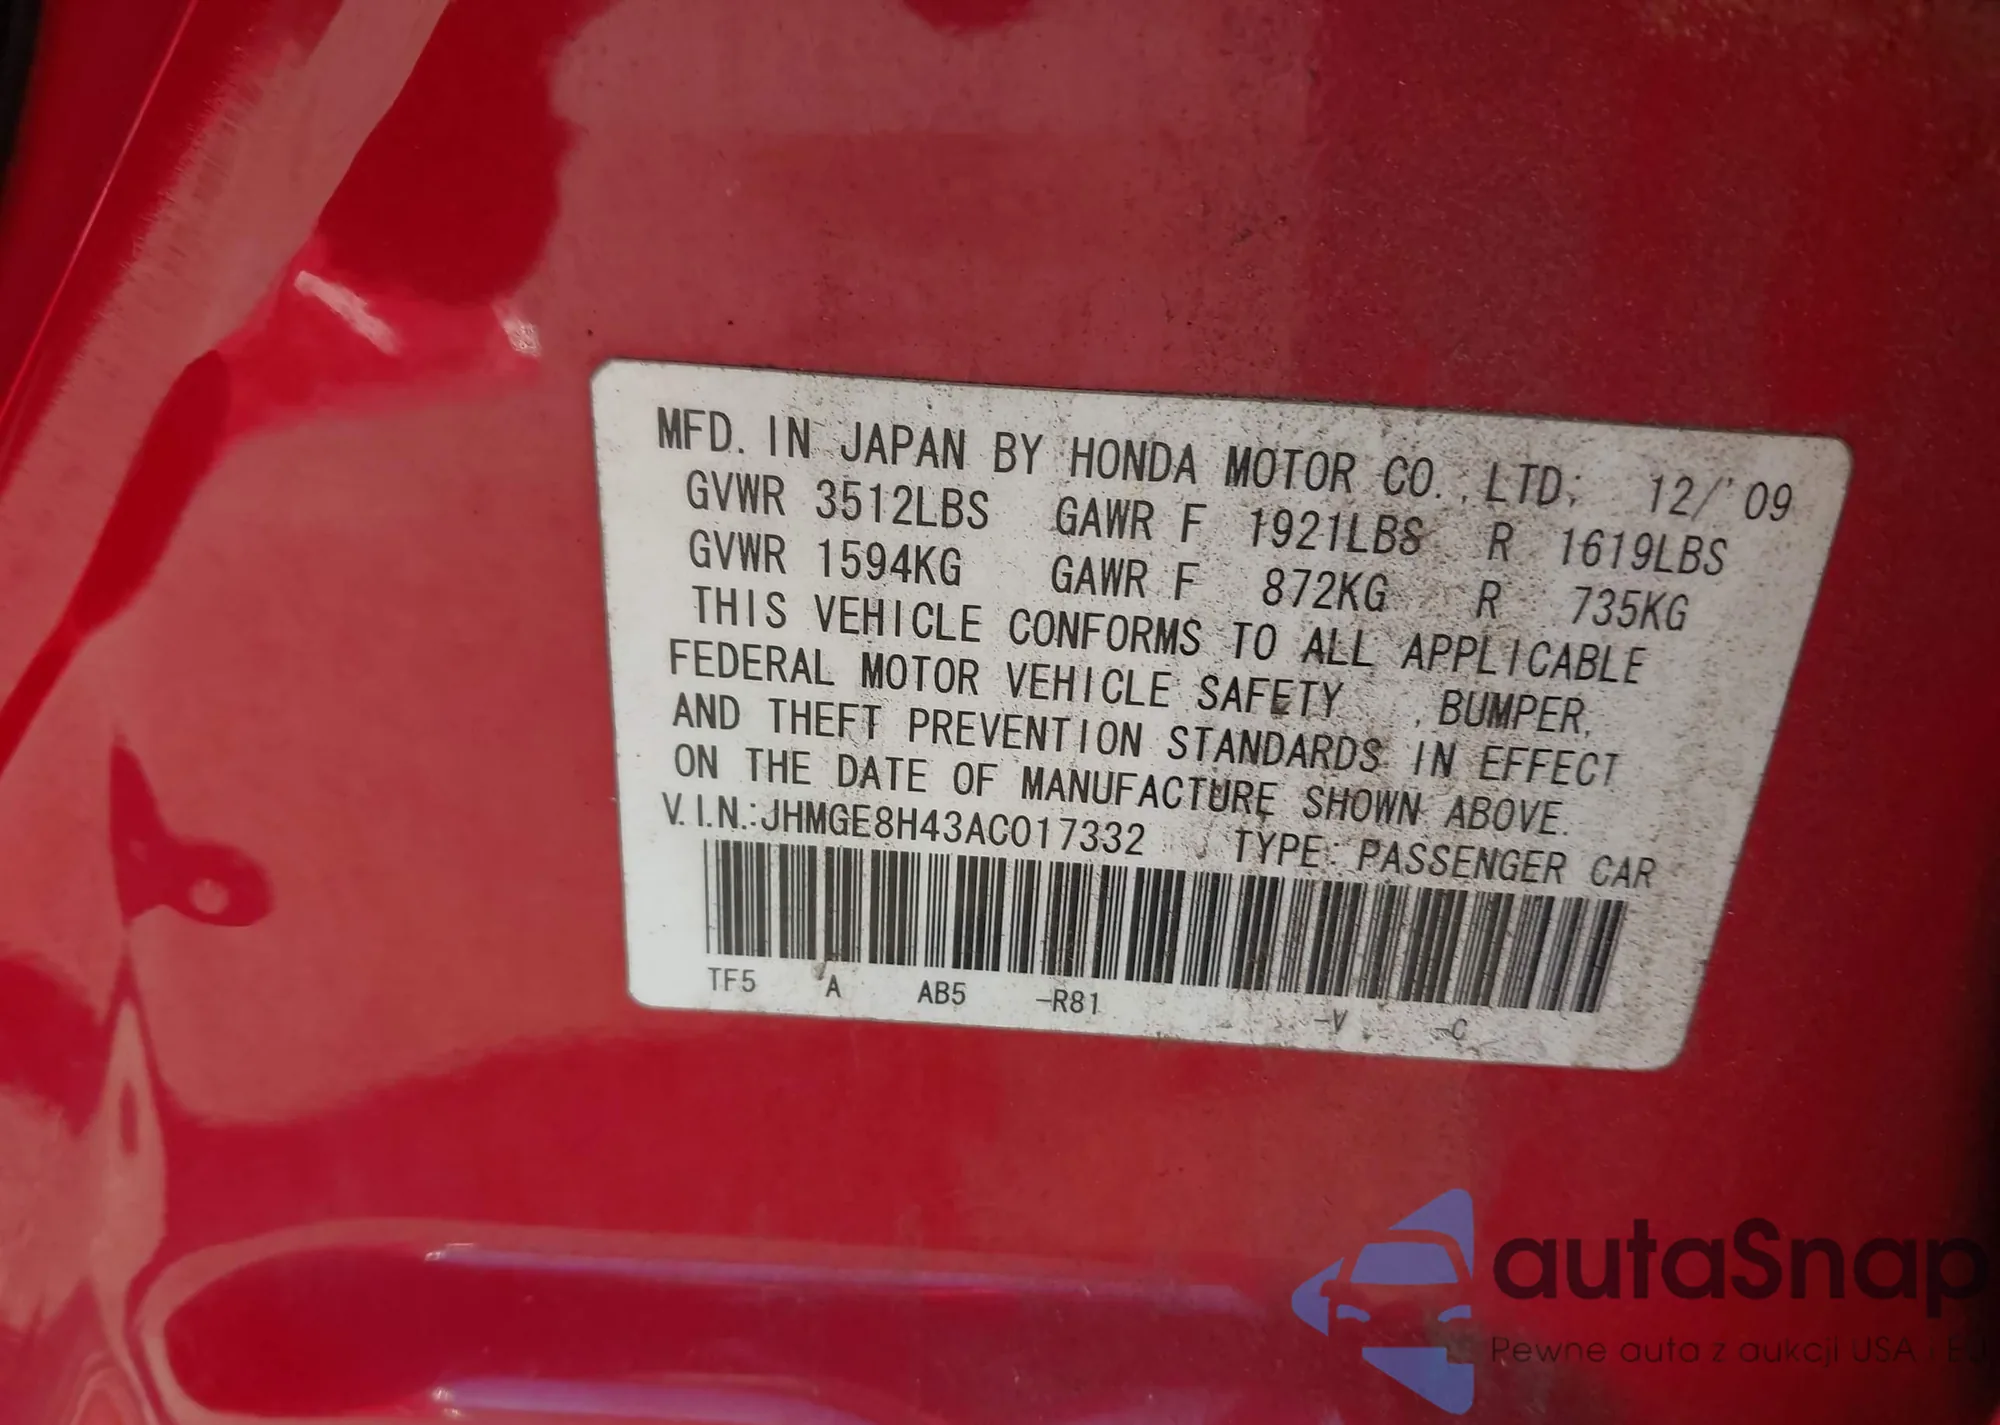 MFD. IN JAPAN BY HONDA MOTOR CO., LTD; 12/'09
GVWR 3512LBS GAWR F 1921LBS R 1619LBS
GVWR 1594KG GAWR F 872KG R 735KG
THIS VEHICLE CONFORMS TO ALL APPLICABLE
FEDERAL MOTOR VEHICLE SAFETY , BUMPER,
AND THEFT PREVENTION STANDARDS IN EFFECT
ON THE DATE OF MANUFACTURE SHOWN ABOVE.
V.I.N.:JHMGE8H43AC017332 TYPE: PASSENGER CAR
TF5 A AB5 -R81 -V -C
autaSnap
Pewne auta z aukcji USA i EU